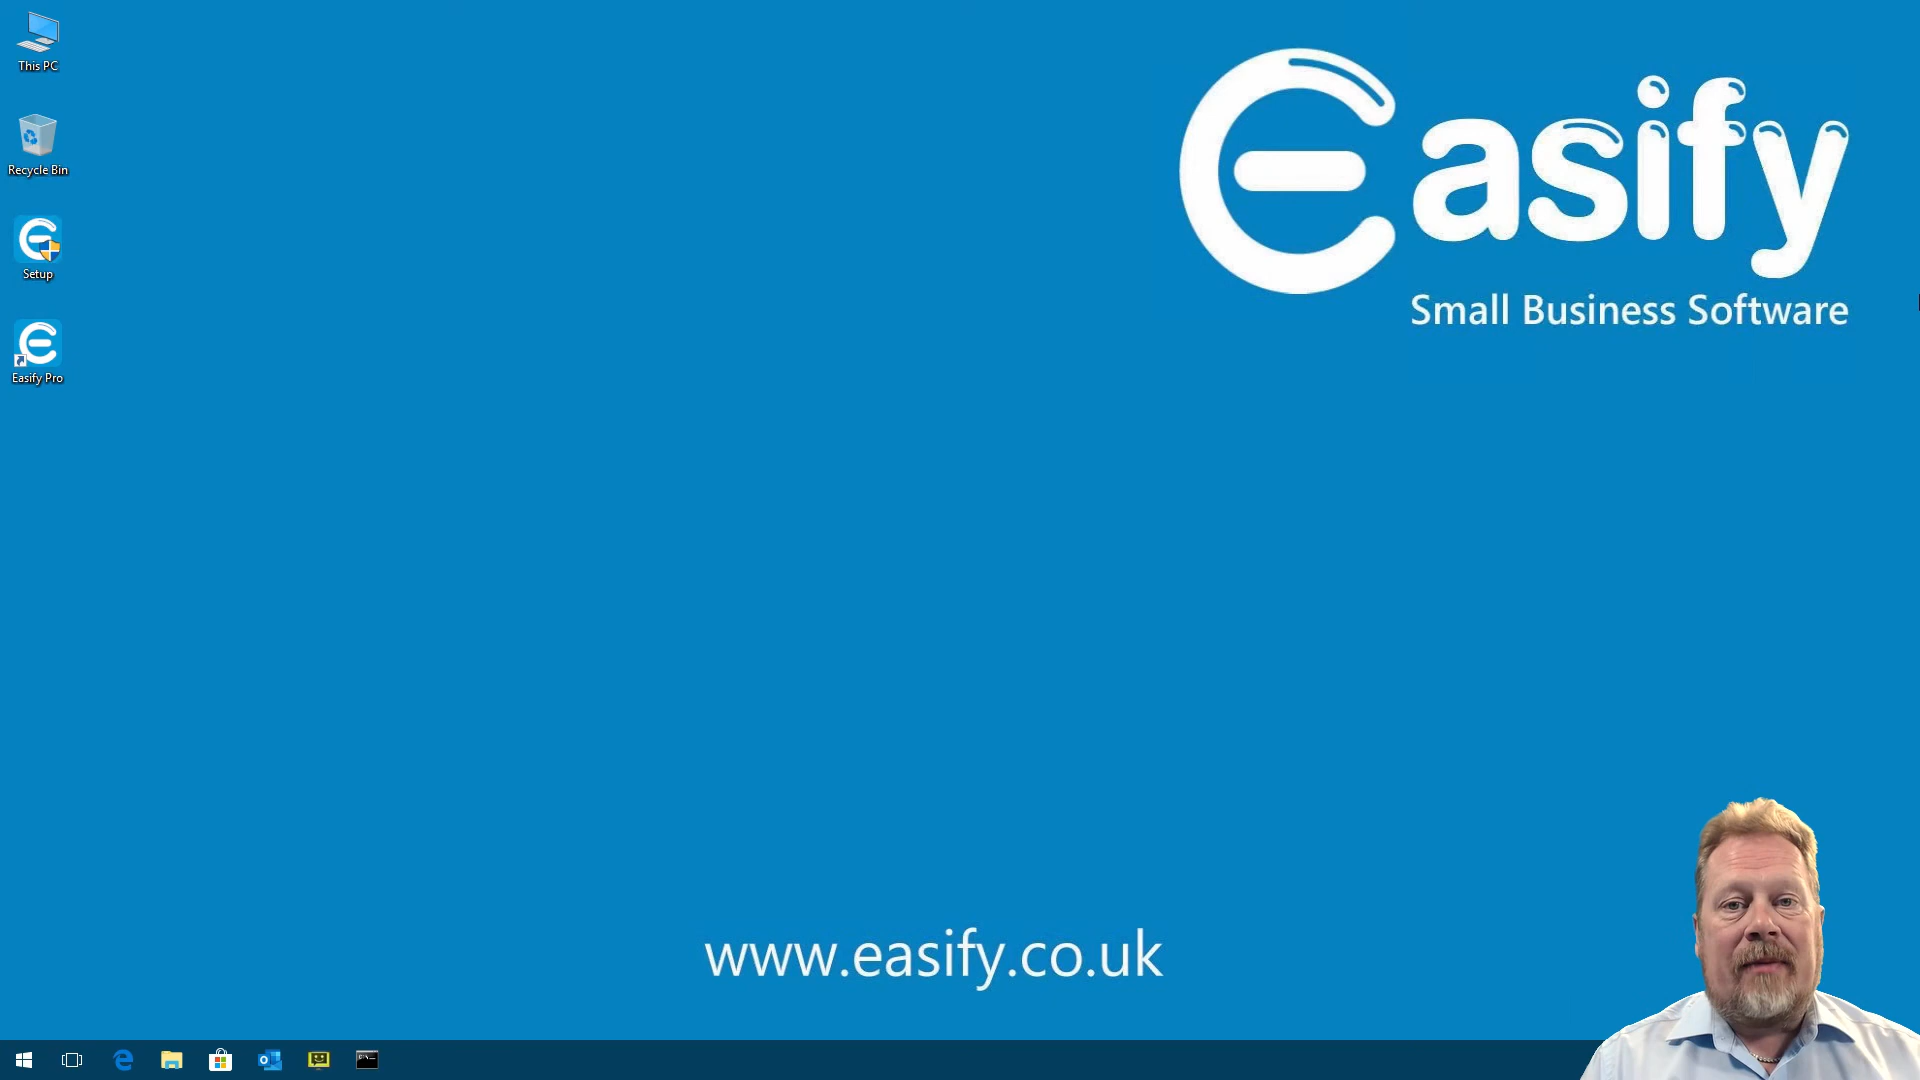 This PC
Recycle Bin
Setup
Easify Pro
Easify
Small Business Software
www.easify.co.uk